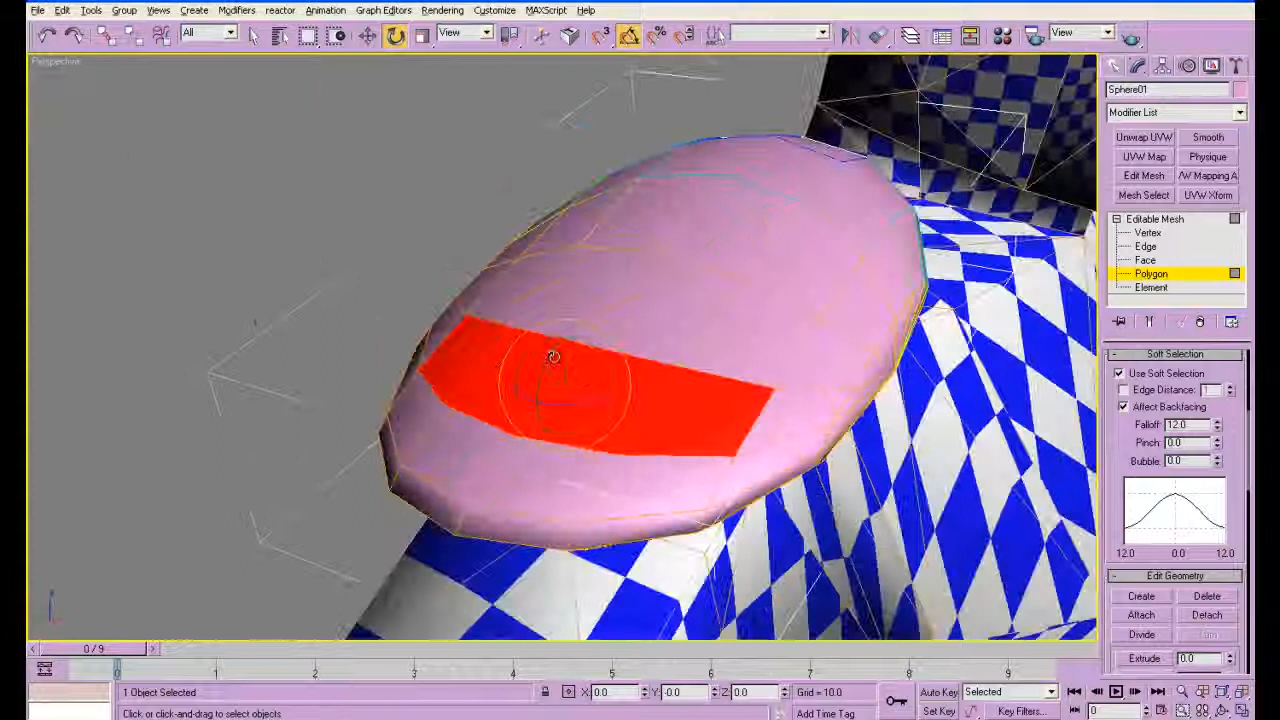 File Edit Tools Group Views Create Modifiers reactor Animation Graph Editors Rendering Customize MAXScript Help
All View View
Perspective
Sphere01
Modifier List
Unwrap UVW Smooth
UVW Map Physique
Edit Mesh /W Mapping A
Mesh Select UVW Xform
Editable Mesh
Vertex
Edge
Face
Polygon
Element
Soft Selection
Use Soft Selection
Edge Distance: 1
Affect Backfacing
Falloff: 12.0
Pinch: 0.0
Bubble: 0.0
12.0 0.0 12.0
Edit Geometry
Create Delete
Attach Detach
Divide
Extrude 0.0
0 / 9
0 1 2 3 4 5 6 7 8 9
1 Object Selected X: 0.0 Y: -0.0 Z: 0.0 Grid = 10.0 Auto Key Selected
Click or click-and-drag to select objects Add Time Tag Set Key Key Filters... 0